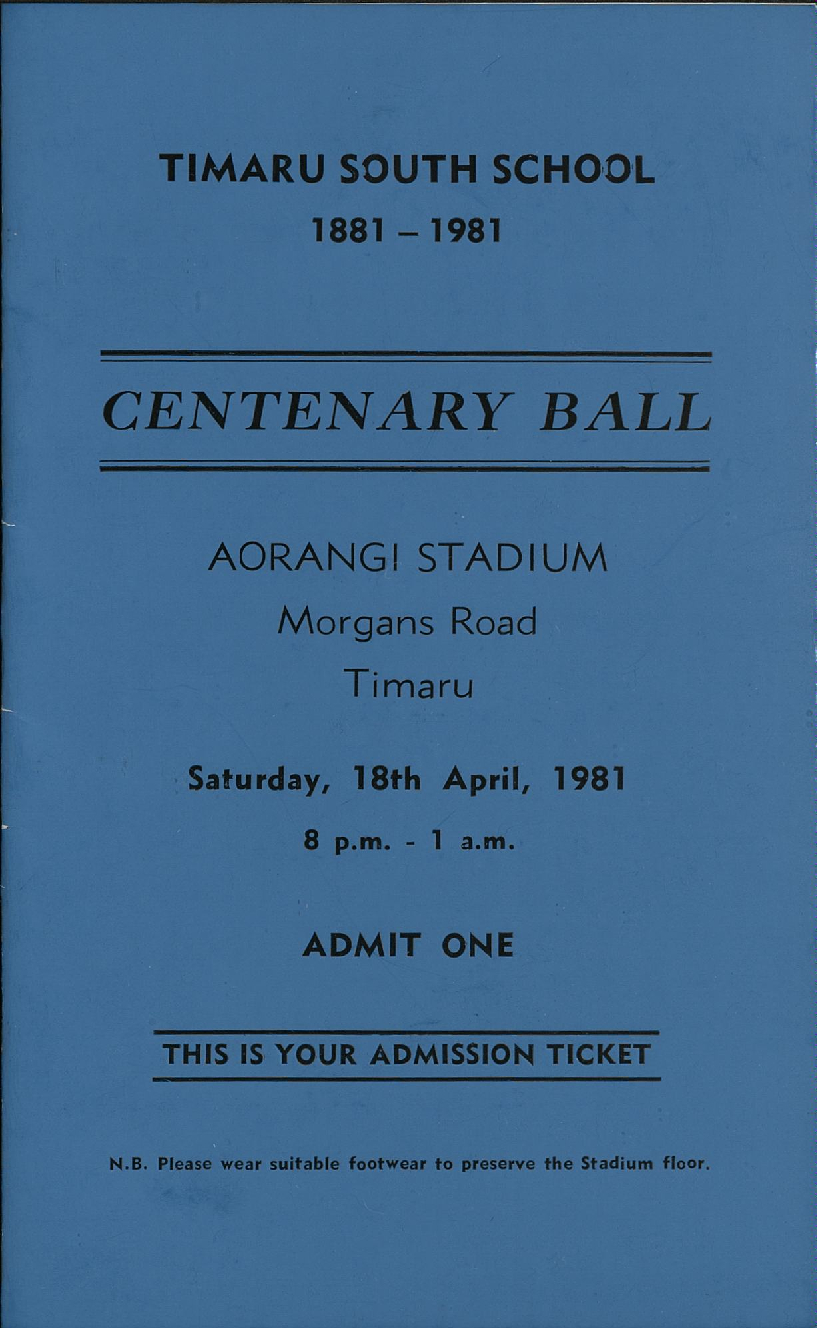 TIMARU SOUTH SCHOOL
1881 – 1981
CENTENARY BALL
AORANGI STADIUM
Morgans Road
Timaru
Saturday, 18th April, 1981
8 p.m. - 1 a.m.
ADMIT ONE
THIS IS YOUR ADMISSION TICKET
N.B. Please wear suitable footwear to preserve the Stadium floor.